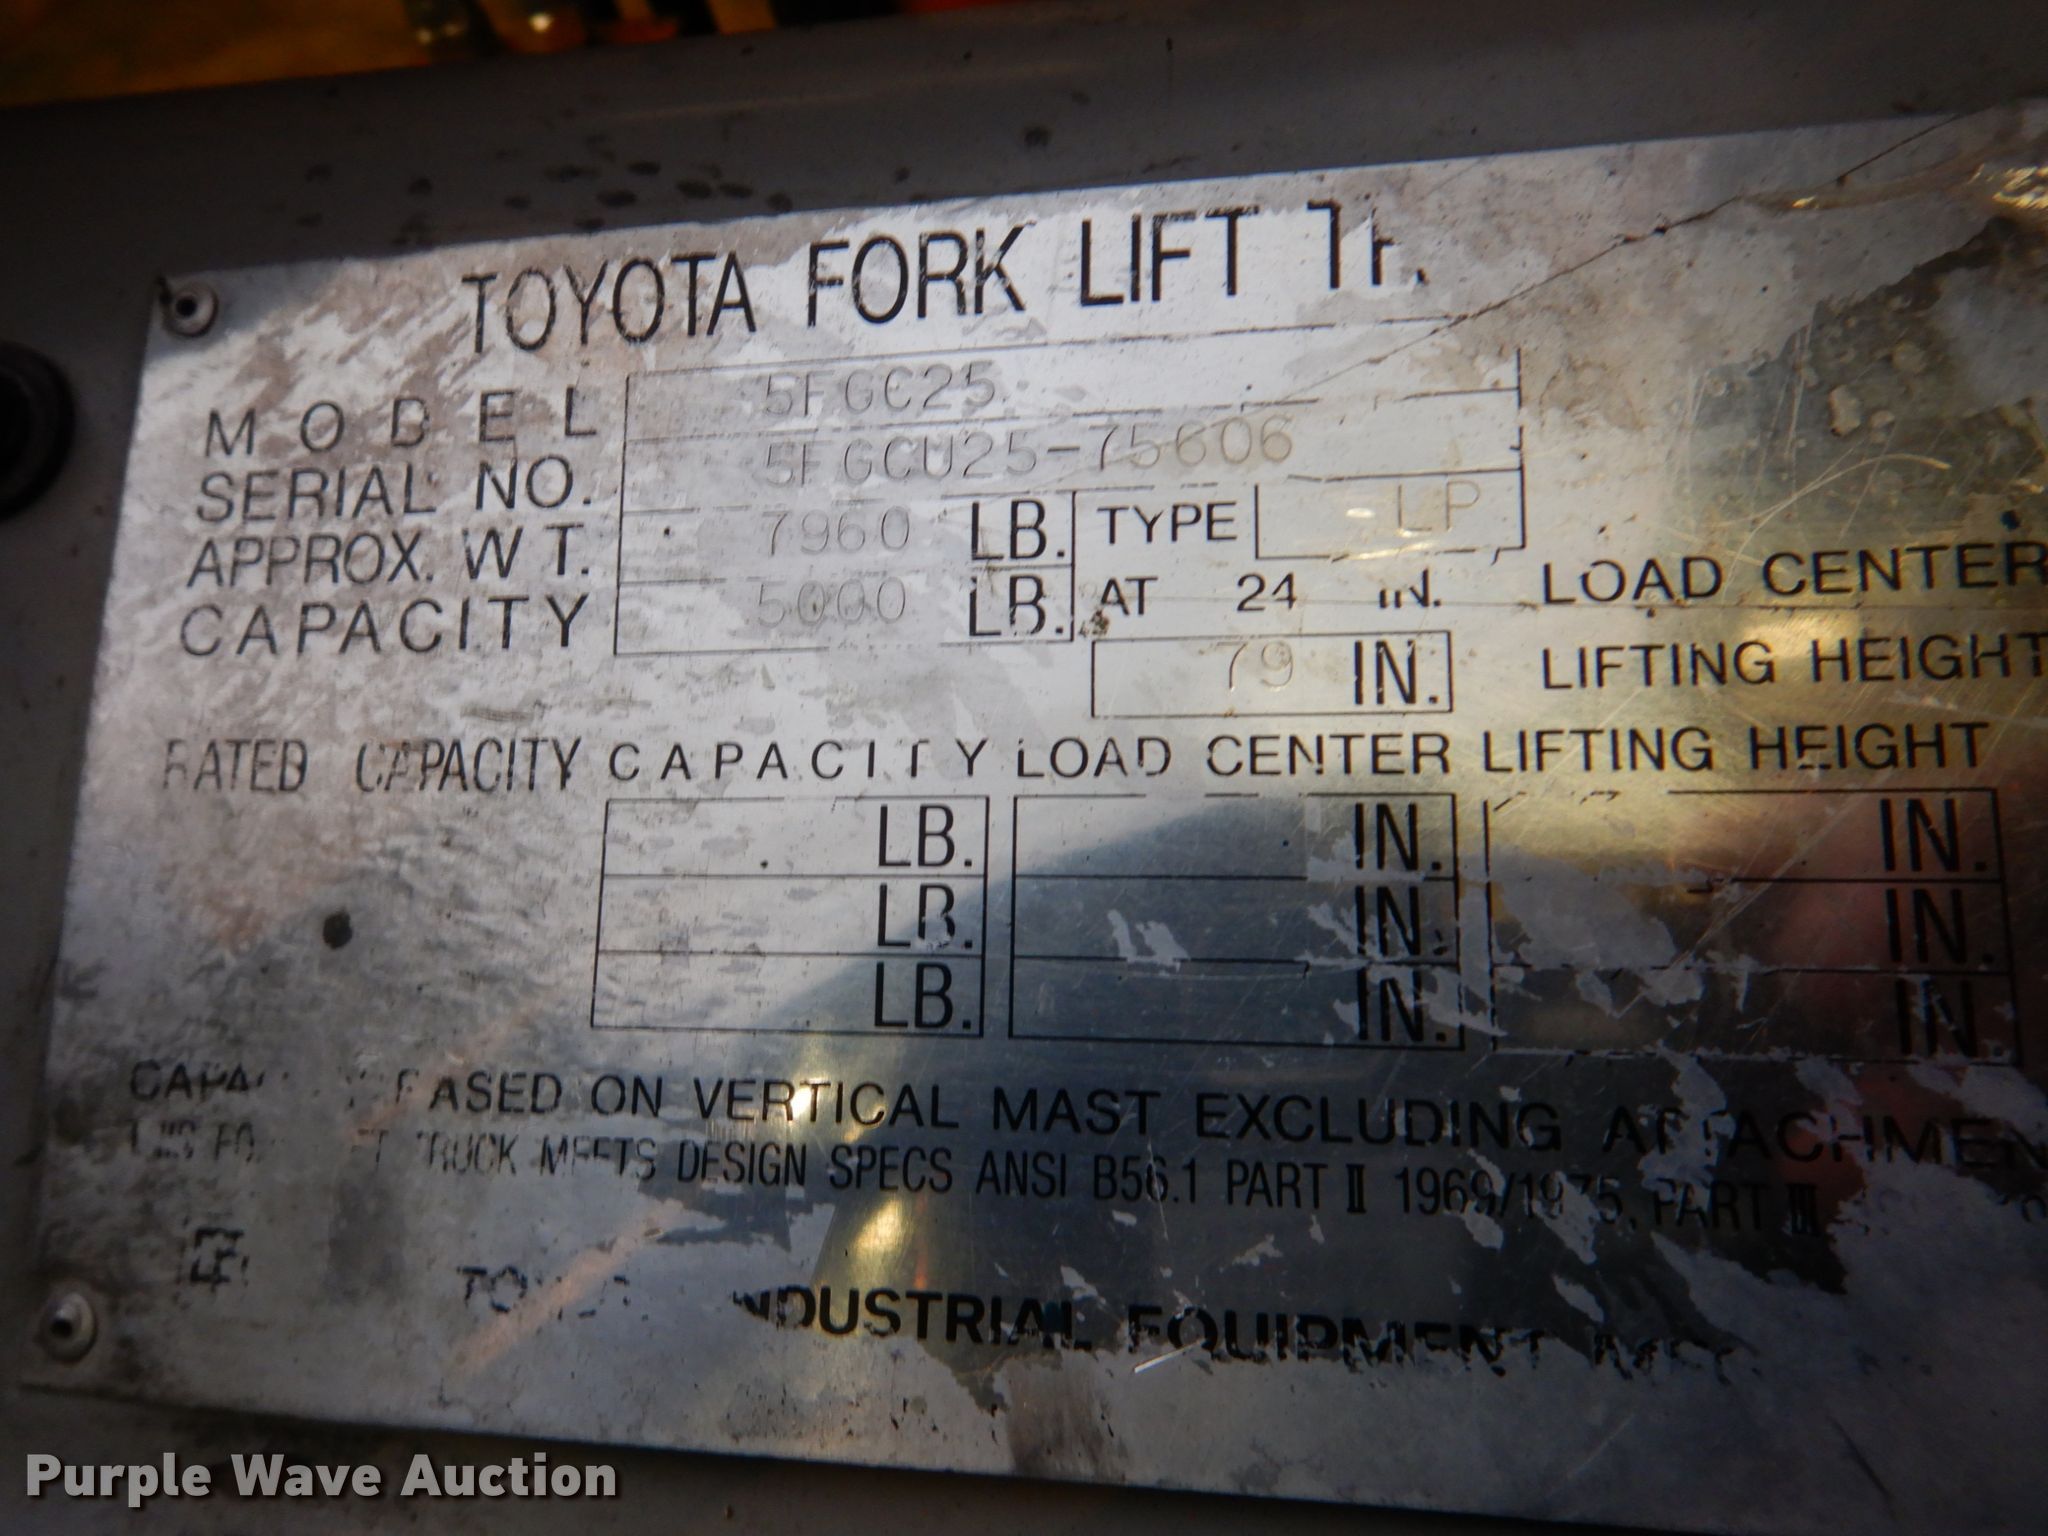 TOYOTA FORK LIFT
MODEL 5FGC25
SERIAL NO. 5FGCU25-75606
APPROX. WT. 7960 LB. TYPE LP
CAPACITY 5000 LB. AT 24 IN. LOAD CENTER
79 IN. LIFTING HEIGHT
RATED CAPACITY CAPACITY LOAD CENTER LIFTING HEIGHT
LB. IN. IN.
LB. IN. IN.
LB. IN. IN.
BASED ON VERTICAL MAST EXCLUDING
TRUCK MEETS DESIGN SPECS ANSI B56.1 PART II 1969/1975, PART III
INDUSTRIAL EQUIPMENT
Purple Wave Auction